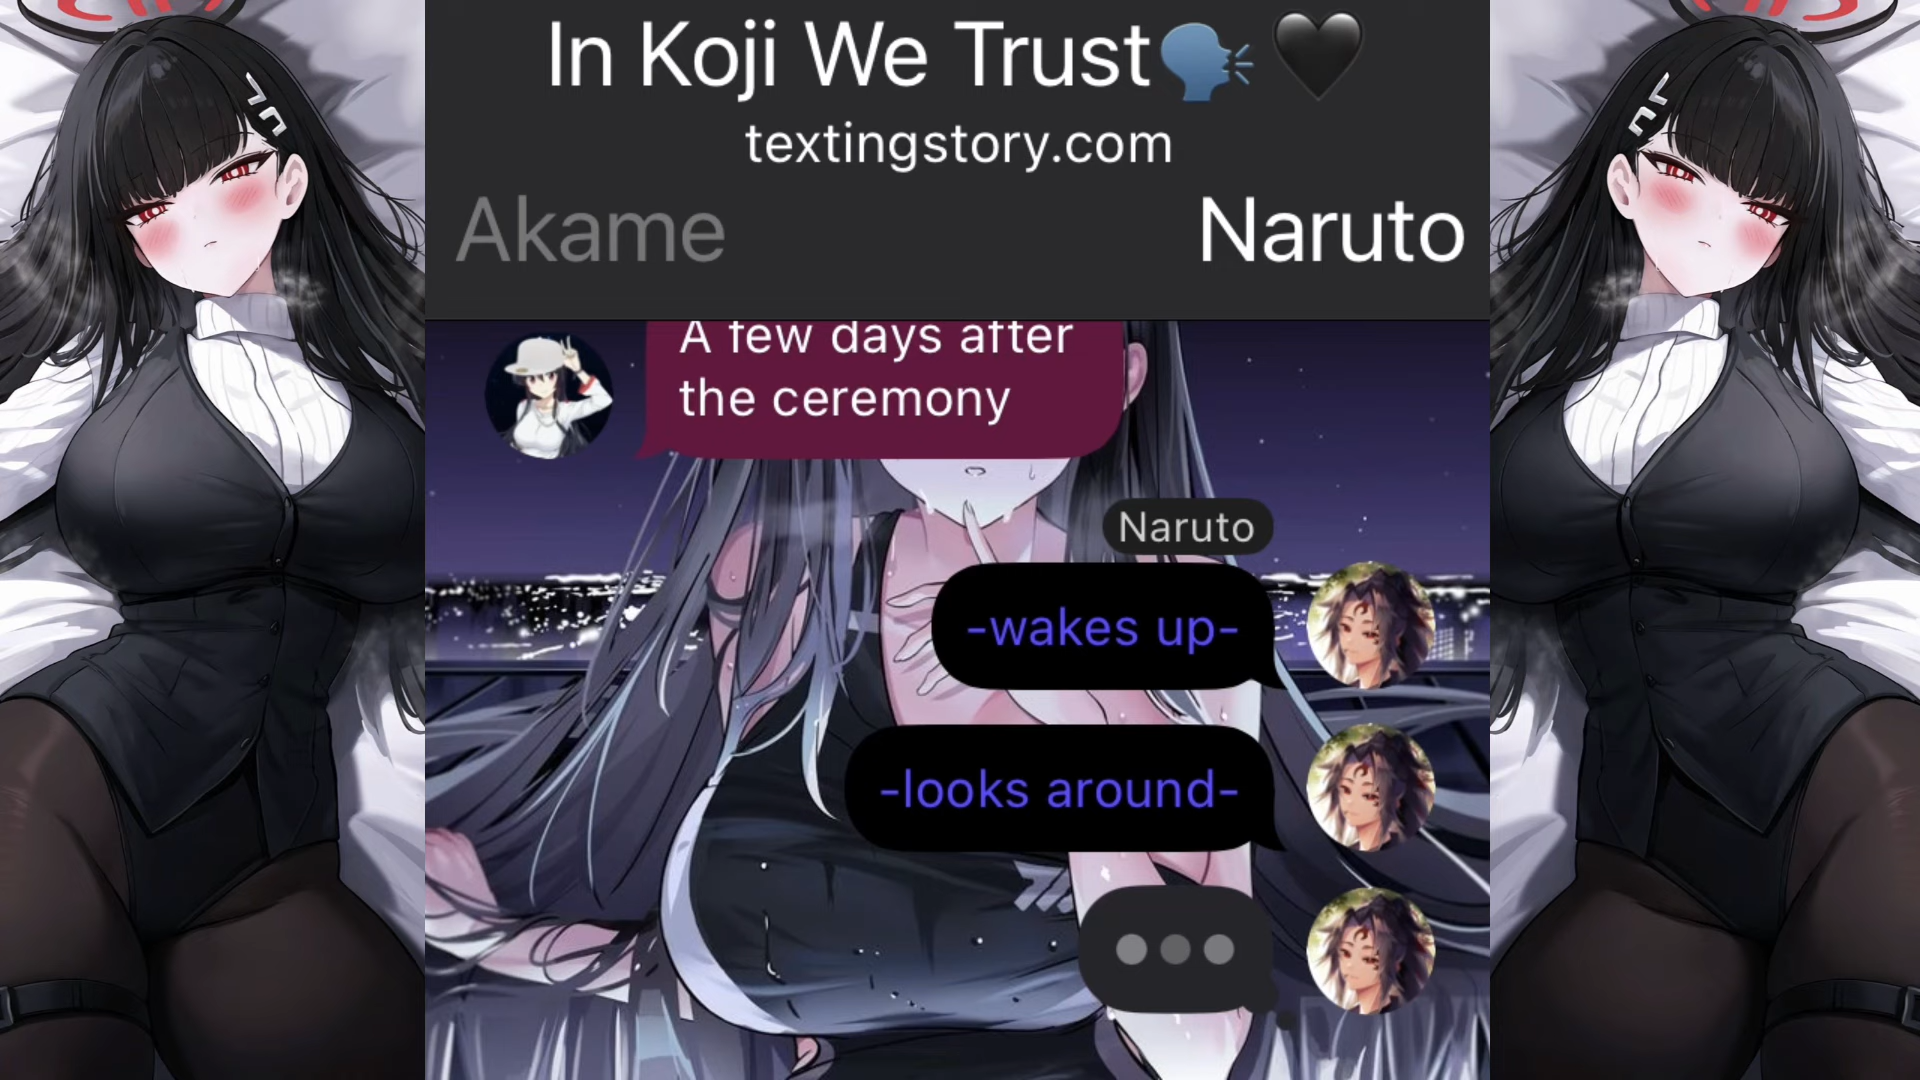 In Koji We Trust🗣️🖤
textingstory.com
Akame
Naruto
A few days after
the ceremony
Naruto
-wakes up-
-looks around-